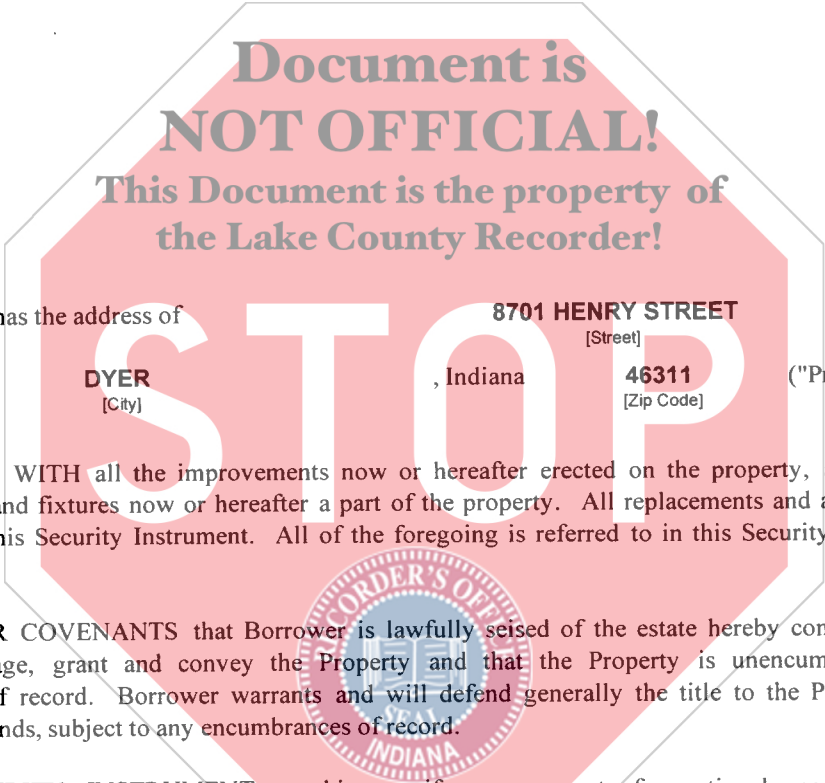 Document is
NOT OFFICIAL!
This Document is the property of
the Lake County Recorder!
has the address of 8701 HENRY STREET
[Street]
DYER , Indiana 46311 ("Pr
[City] [Zip Code]
STOP
WITH all the improvements now or hereafter erected on the property,
and fixtures now or hereafter a part of the property. All replacements and a
his Security Instrument. All of the foregoing is referred to in this Security
R COVENANTS that Borrower is lawfully seised of the estate hereby con
age, grant and convey the Property and that the Property is unencum
f record. Borrower warrants and will defend generally the title to the P
nds, subject to any encumbrances of record.
RECORDER'S OFFICE
SEAL
INDIANA